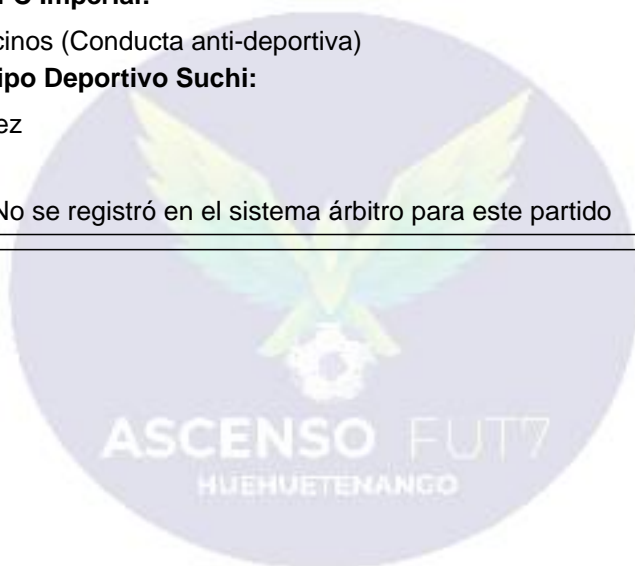 FC Imperial:
cinos (Conducta anti-deportiva)
ipo Deportivo Suchi:
ez
No se registró en el sistema árbitro para este partido
ASCENSO FUT7
HUEHUETENANGO